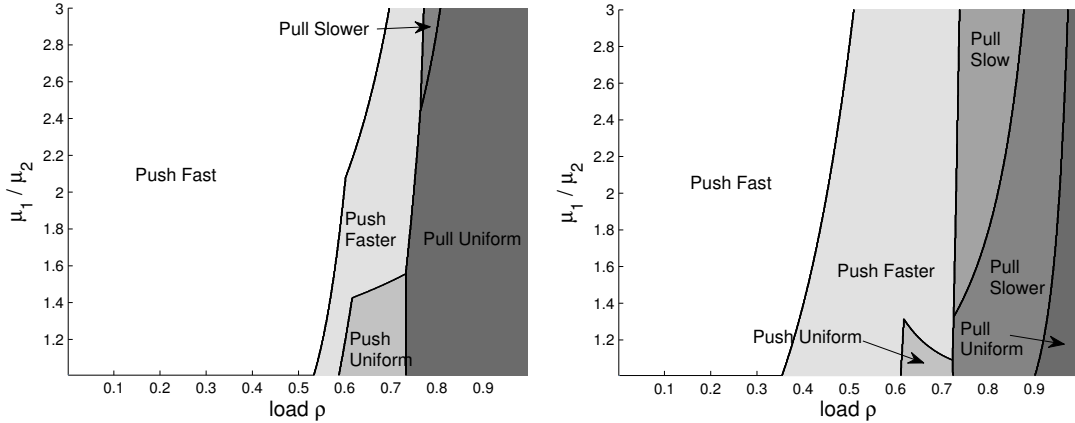 3
2.8
2.6
2.4
2.2
2
1.8
1.6
1.4
1.2
μ1 / μ2
Pull Slower
Push Fast
Push
Faster
Pull Uniform
Push
Uniform
0.1 0.2 0.3 0.4 0.5 0.6 0.7 0.8 0.9
load ρ
3
2.8
2.6
2.4
2.2
2
1.8
1.6
1.4
1.2
μ1 / μ2
Pull
Slow
Push Fast
Push Faster
Pull
Slower
Push Uniform
Pull
Uniform
0.1 0.2 0.3 0.4 0.5 0.6 0.7 0.8 0.9
load ρ